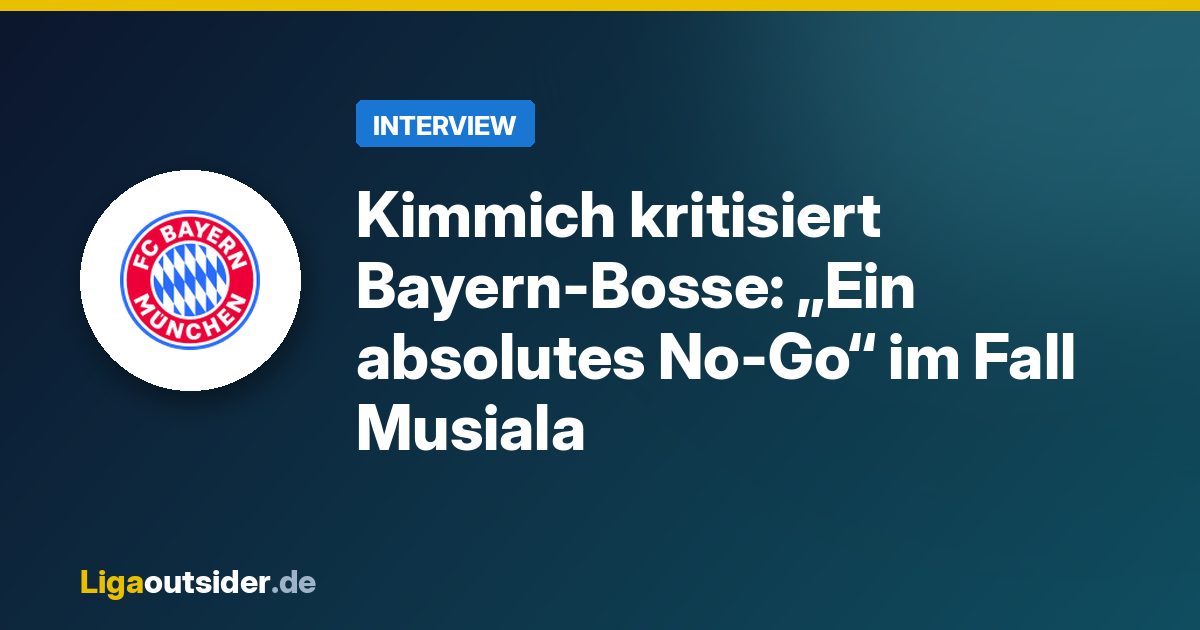 INTERVIEW
Kimmich kritisiert
Bayern-Bosse: „Ein
absolutes No-Go“ im Fall
Musiala
FC BAYERN
MÜNCHEN
Ligaoutsider.de